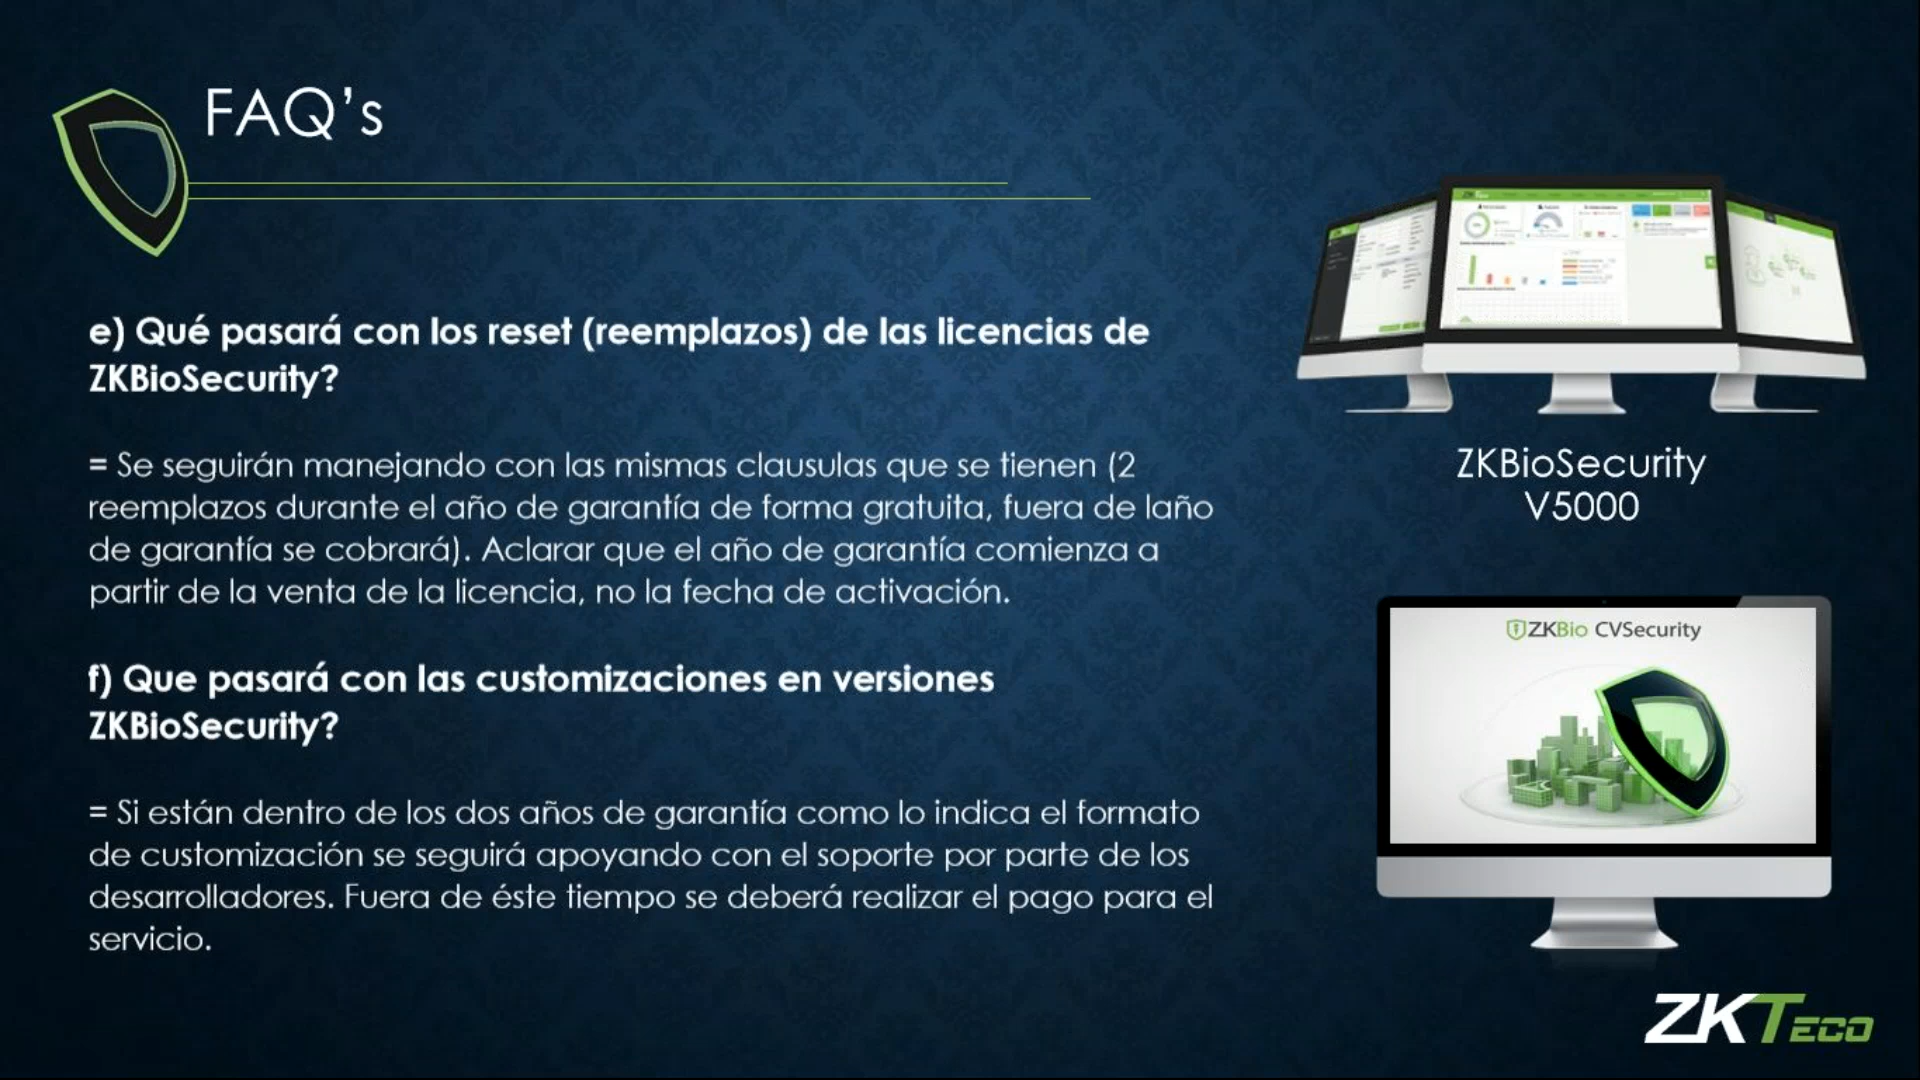 FAQ's
e) Qué pasará con los reset (reemplazos) de las licencias de
ZKBioSecurity?
= Se seguirán manejando con las mismas clausulas que se tienen (2
reemplazos durante el año de garantía de forma gratuita, fuera de laño
de garantía se cobrará). Aclarar que el año de garantía comienza a
partir de la venta de la licencia, no la fecha de activación.
f) Que pasará con las customizaciones en versiones
ZKBioSecurity?
= Si están dentro de los dos años de garantía como lo indica el formato
de customización se seguirá apoyando con el soporte por parte de los
desarrolladores. Fuera de éste tiempo se deberá realizar el pago para el
servicio.
ZKBioSecurity
V5000
ZKBio CVSecurity
ZKTECO